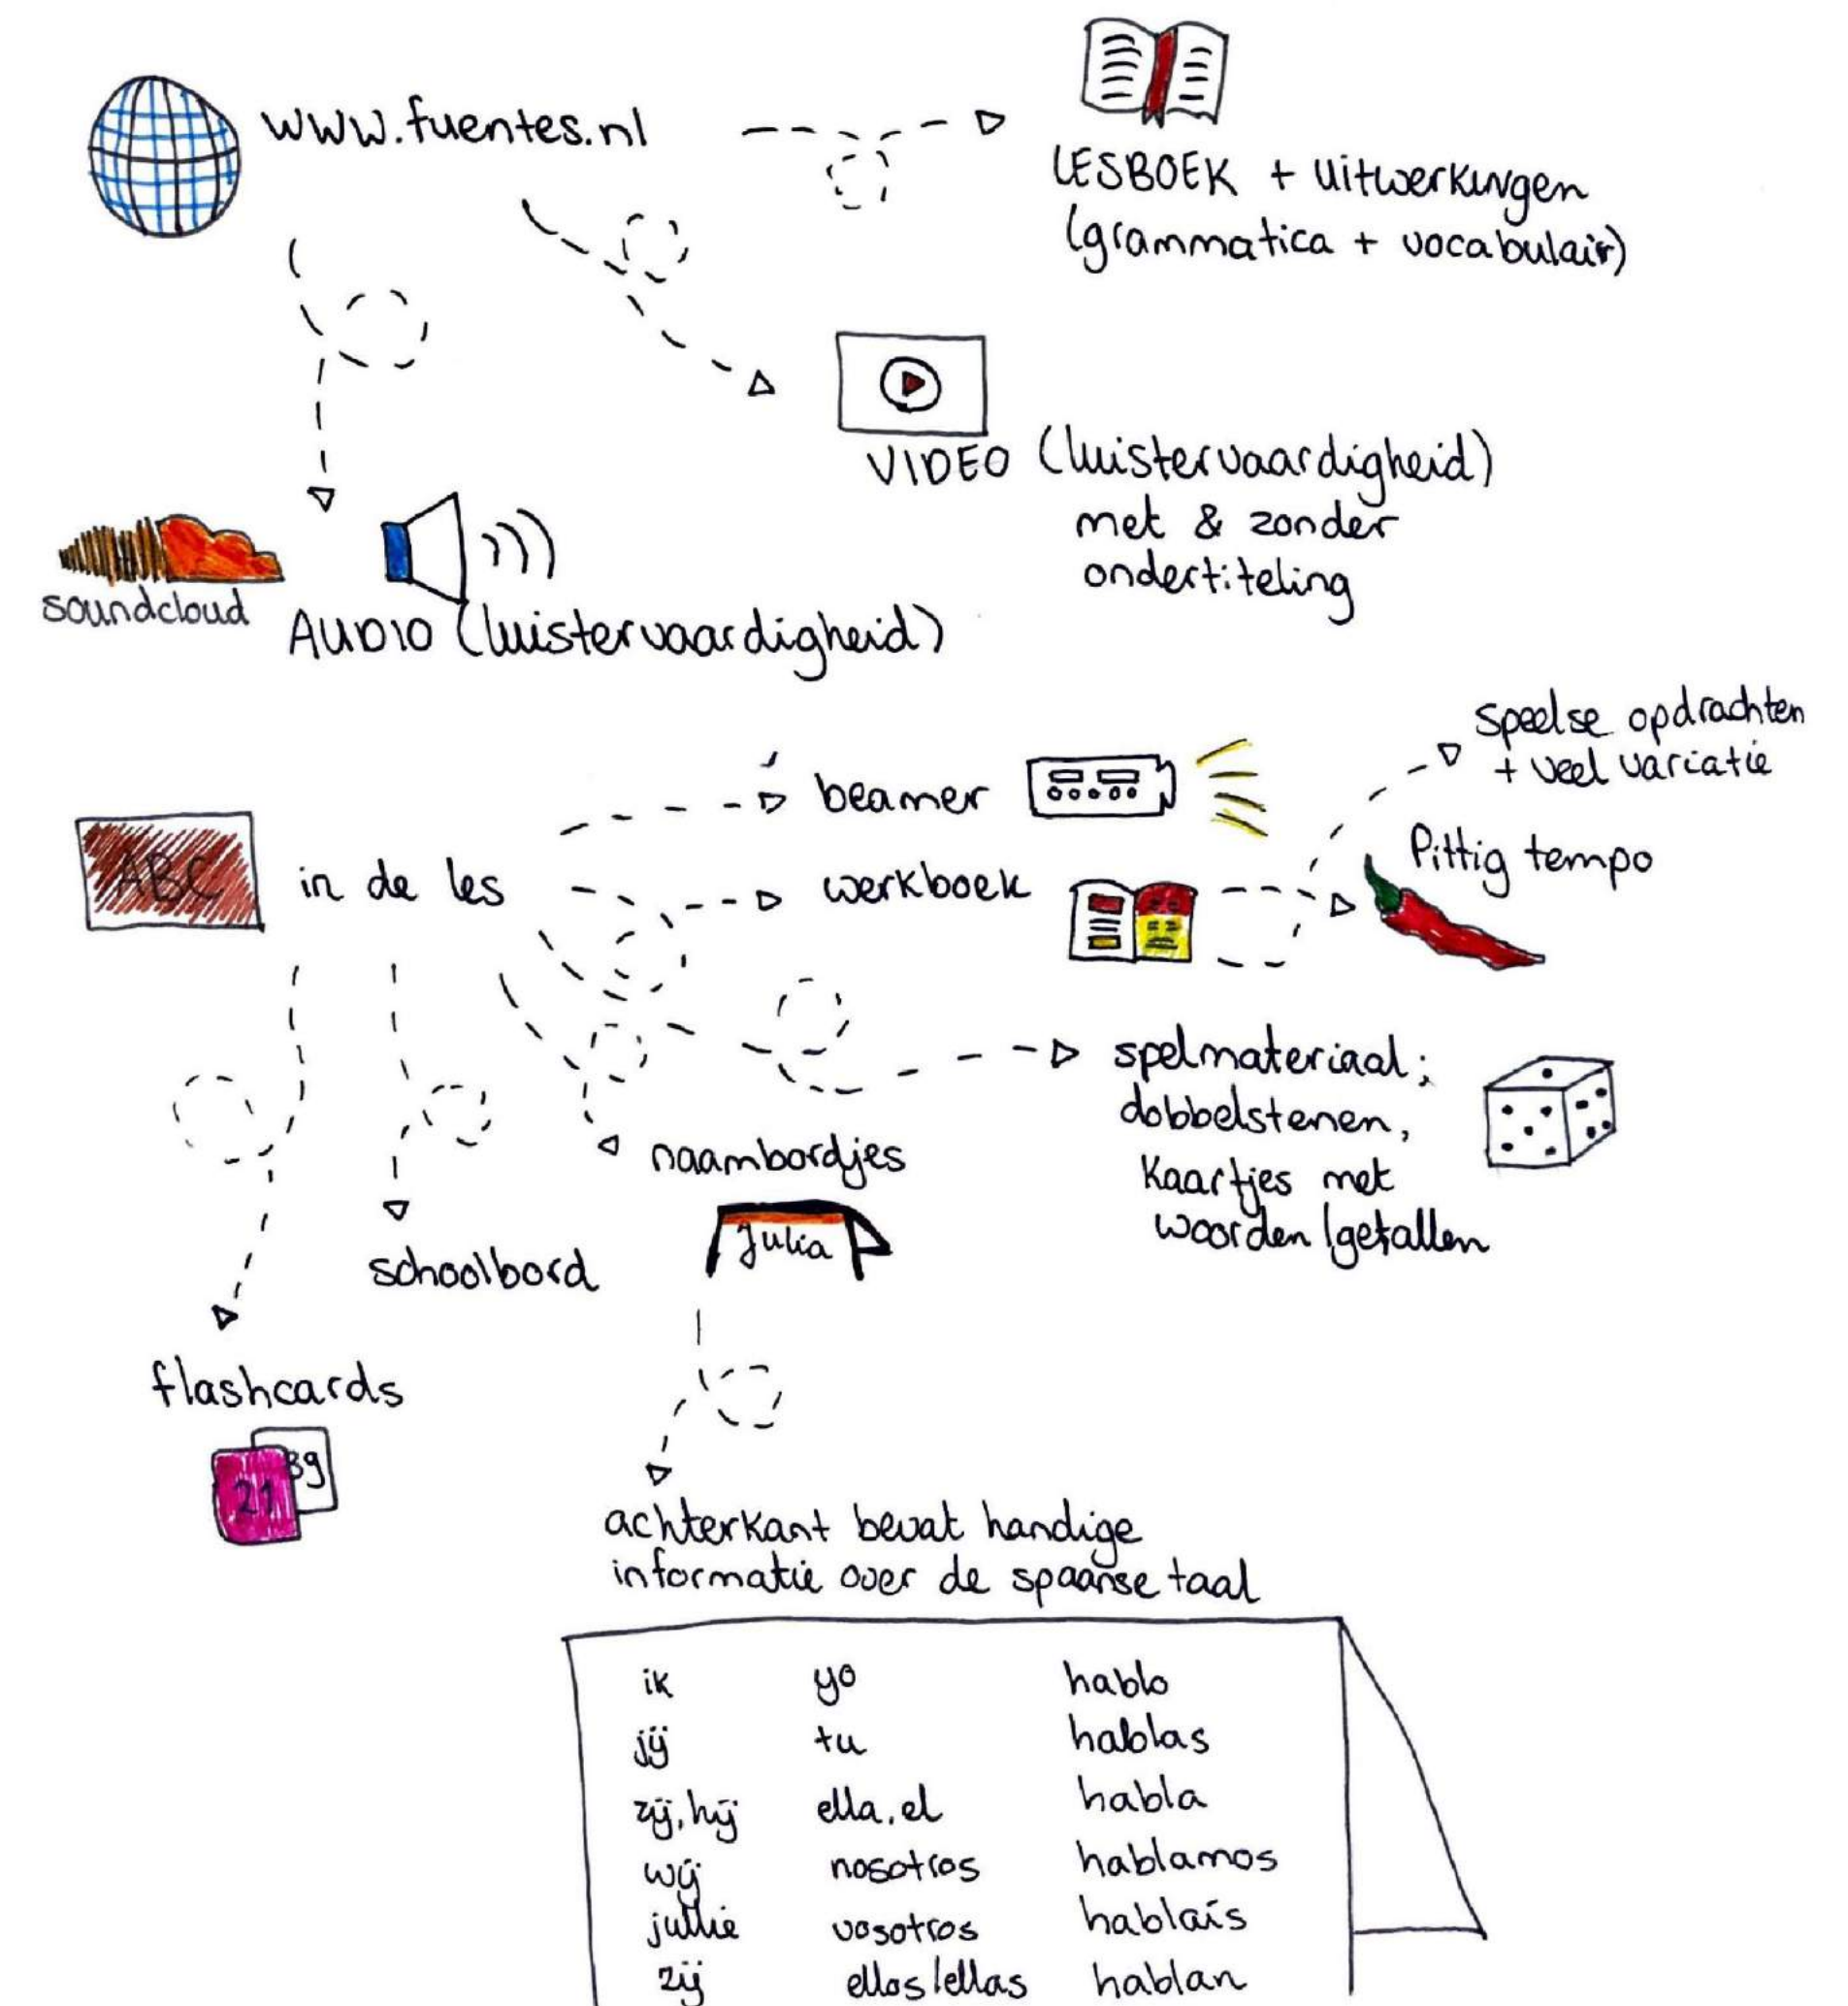 www.fuentes.nl
LESBOEK + uitwerkingen
(grammatica + vocabulair)
VIDEO (luistervaardigheid)
met & zonder
ondertiteling
soundcloud
AUDIO (luistervaardigheid)
speelse opdrachten
+ veel variatie
beamer
Pittig tempo
ABC
in de les
werkboek
spelmateriaal;
dobbelstenen,
kaartjes met
woorden/getallen
naambordjes
Julia
schoolbord
flashcards
39
21
achterkant bevat handige
informatie over de spaanse taal
ik yo hablo
jij tu hablas
zij, hij ella, el habla
wij nosotros hablamos
jullie vosotros hablaís
zij ellos/ellas hablan